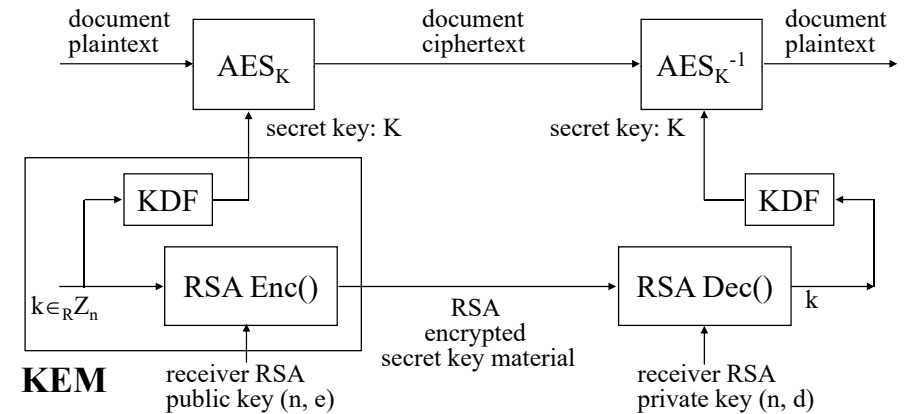 document
plaintext
document
ciphertext
document
plaintext
AES_K
AES_K^-1
secret key: K
secret key: K
KDF
KDF
RSA Enc()
RSA Dec()
k∈_R Z_n
k
RSA
encrypted
secret key material
KEM
receiver RSA
public key (n, e)
receiver RSA
private key (n, d)